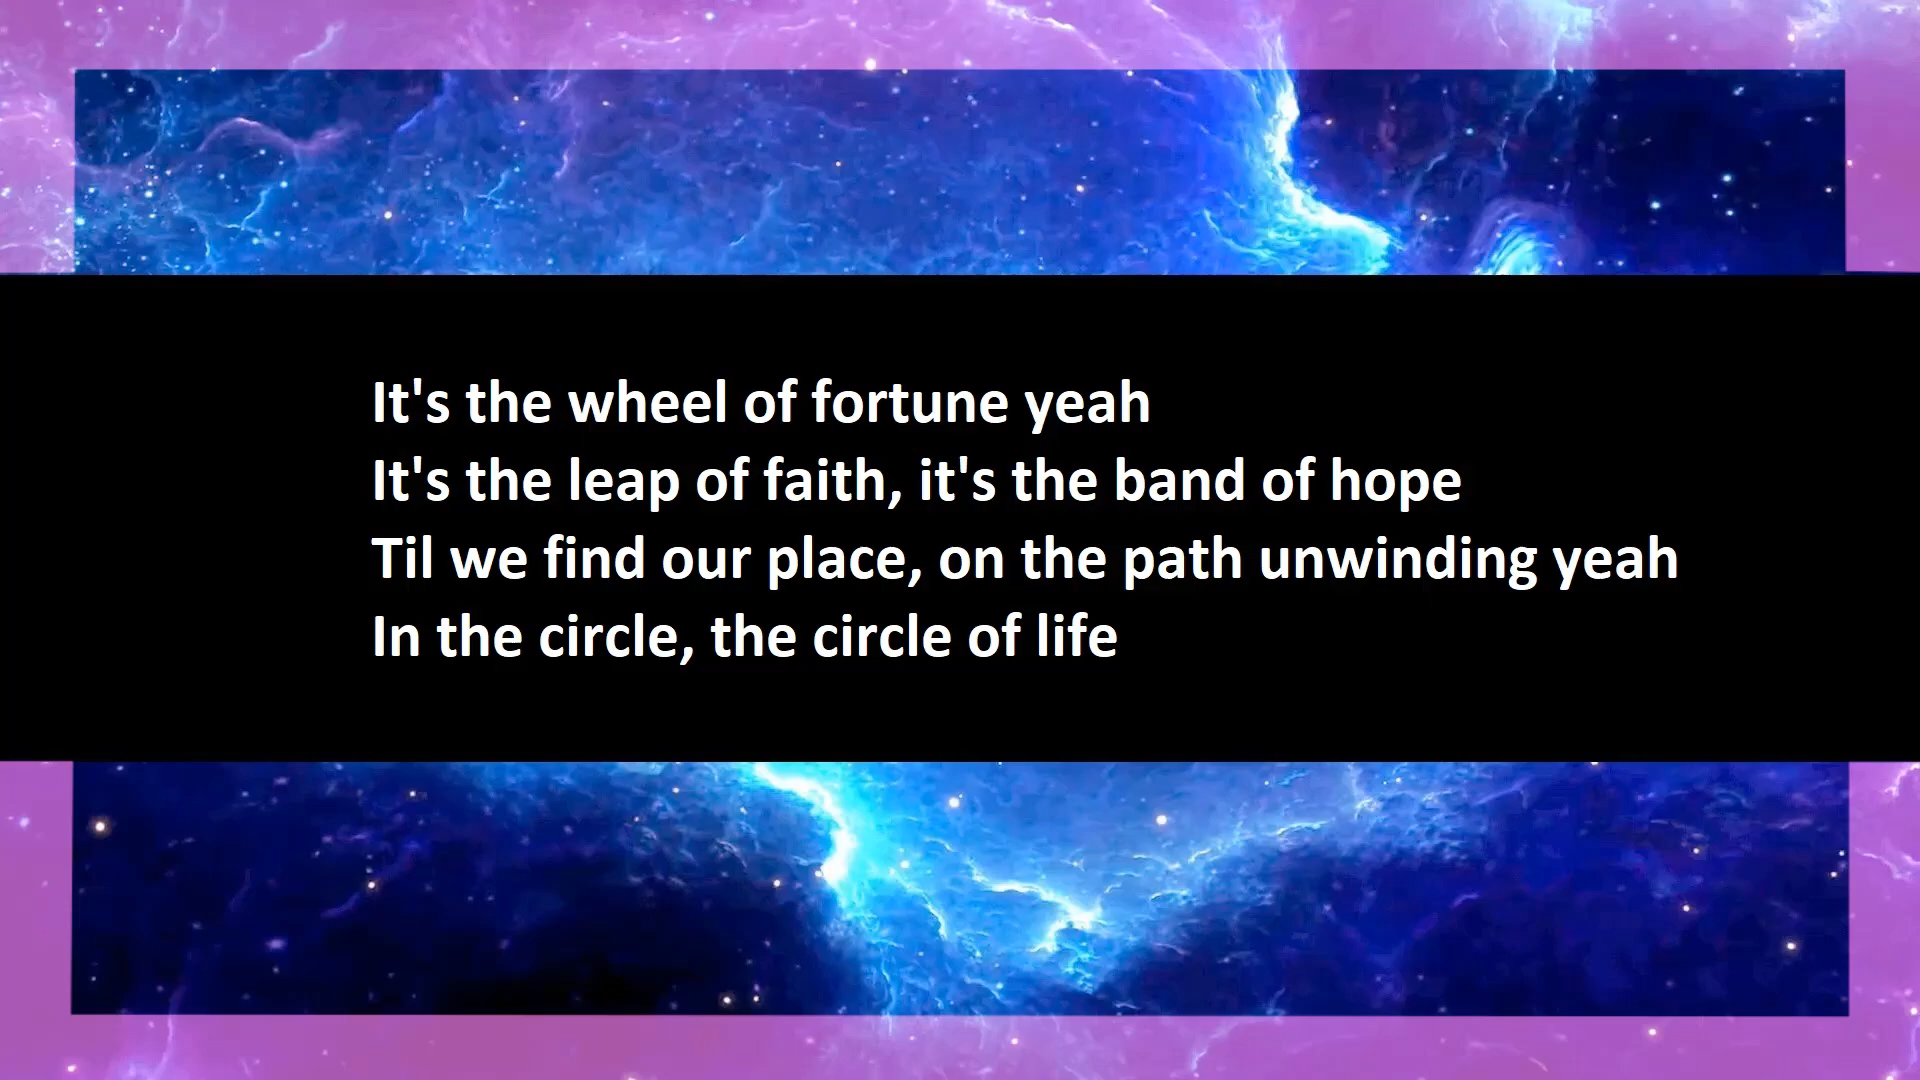 It's the wheel of fortune yeah
It's the leap of faith, it's the band of hope
Til we find our place, on the path unwinding yeah
In the circle, the circle of life